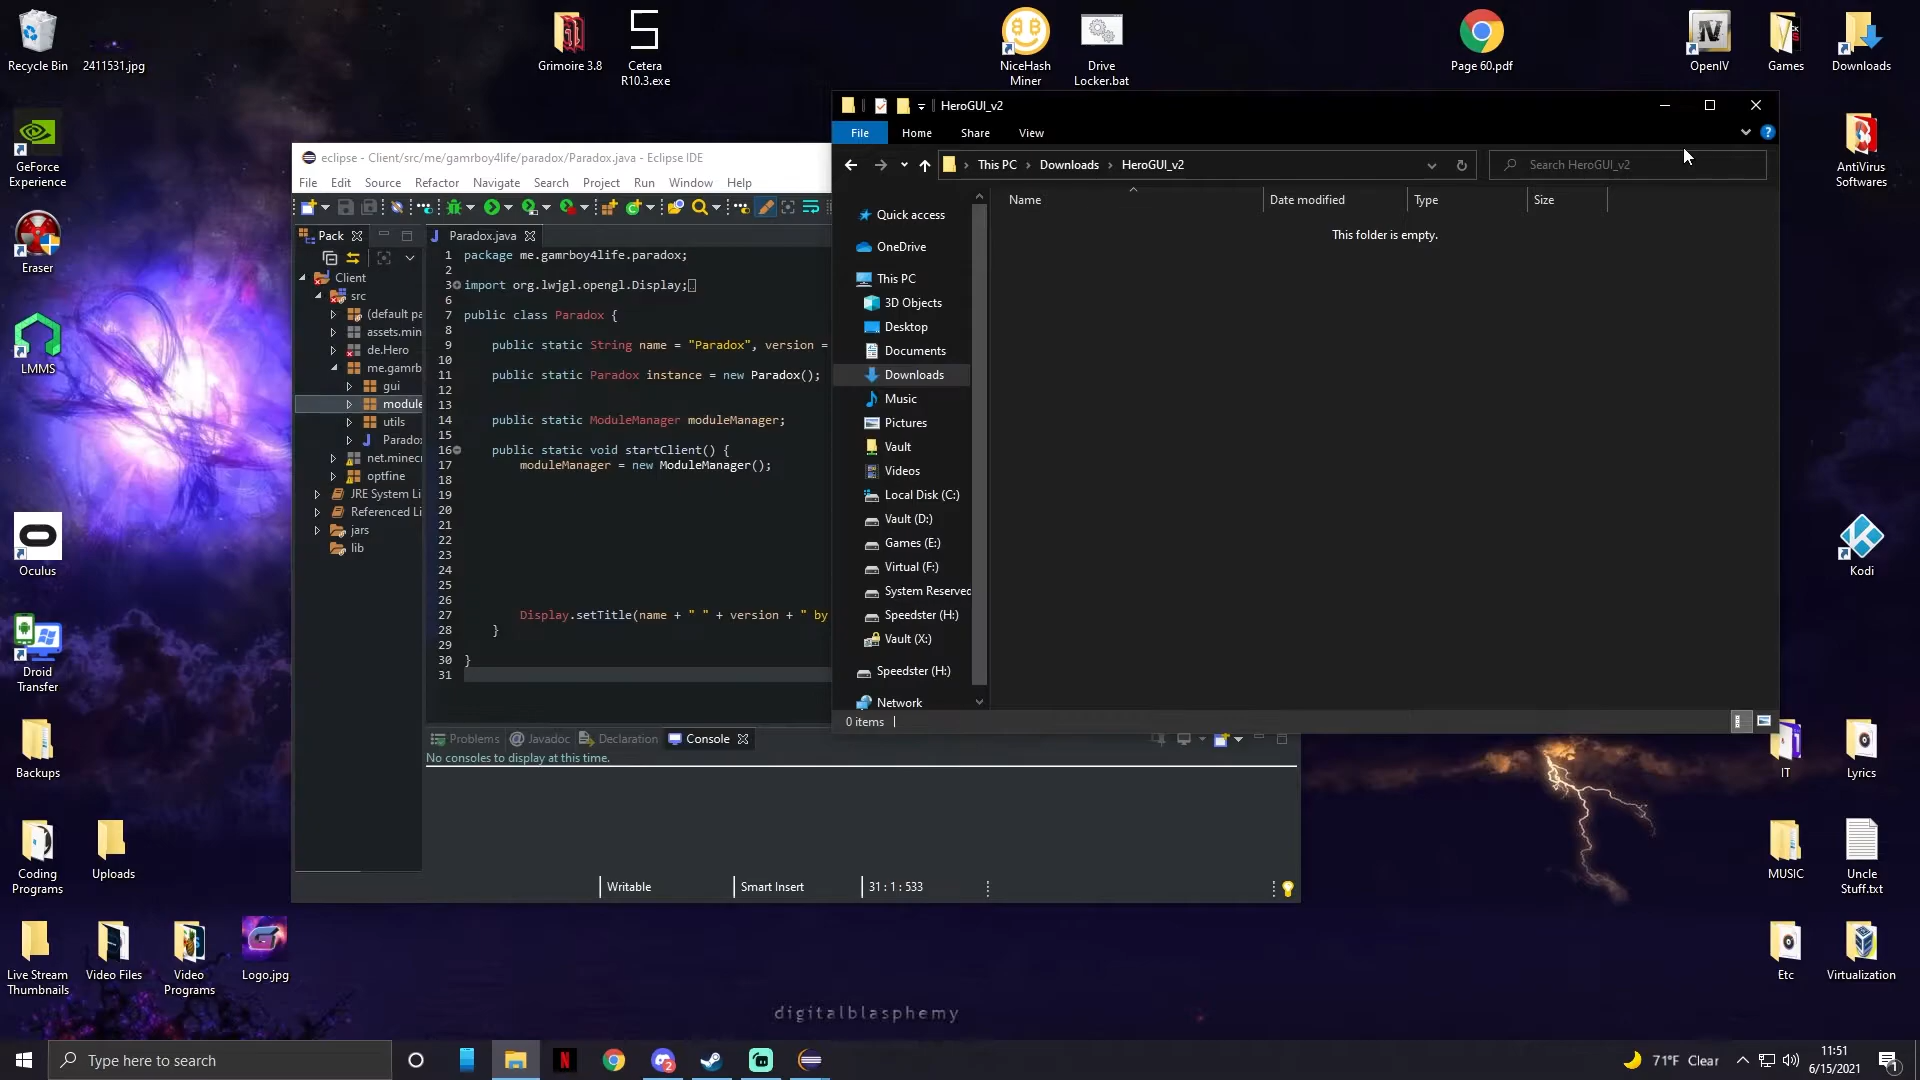 Recycle Bin
2411531.jpg
Grimoire 3.8
Cetera
R10.3.exe
NiceHash
Miner
Drive
Locker.bat
Page 60.pdf
OpenIV
Games
Downloads
GeForce
Experience
Eraser
LMMS
Oculus
Droid
Transfer
Backups
Coding
Programs
Uploads
Live Stream
Thumbnails
Video Files
Video
Programs
Logo.jpg
AntiVirus
Softwares
Kodi
IT
Lyrics
MUSIC
Uncle
Stuff.txt
Etc
Virtualization
eclipse - Client/src/me/gamrboy4life/paradox/Paradox.java - Eclipse IDE
File Edit Source Refactor Navigate Search Project Run Window Help
Pack
Paradox.java
Client
src
(default pa
assets.min
de.Hero
me.gamrb
gui
module
utils
Paradox
net.minecr
optfine
JRE System Li
Referenced Li
jars
lib
1 package me.gamrboy4life.paradox;
2
3 import org.lwjgl.opengl.Display;
6
7 public class Paradox {
8
9 public static String name = "Paradox", version =
10
11 public static Paradox instance = new Paradox();
12
13
14 public static ModuleManager moduleManager;
15
16 public static void startClient() {
17 moduleManager = new ModuleManager();
18
19
20
21
22
23
24
25
26
27 Display.setTitle(name + " " + version + " by
28 }
29
30 }
31
Problems Javadoc Declaration Console
No consoles to display at this time.
Writable Smart Insert 31 : 1 : 533
HeroGUI_v2
File Home Share View
This PC Downloads HeroGUI_v2
Search HeroGUI_v2
Name Date modified Type Size
This folder is empty.
Quick access
OneDrive
This PC
3D Objects
Desktop
Documents
Downloads
Music
Pictures
Vault
Videos
Local Disk (C:)
Vault (D:)
Games (E:)
Virtual (F:)
System Reserved
Speedster (H:)
Vault (X:)
Speedster (H:)
Network
0 items
digitalblasphemy
Type here to search
2
71°F Clear
11:51
6/15/2021
1